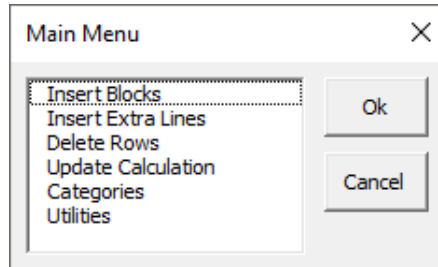 Main Menu
Insert Blocks
Insert Extra Lines
Delete Rows
Update Calculation
Categories
Utilities
Ok
Cancel